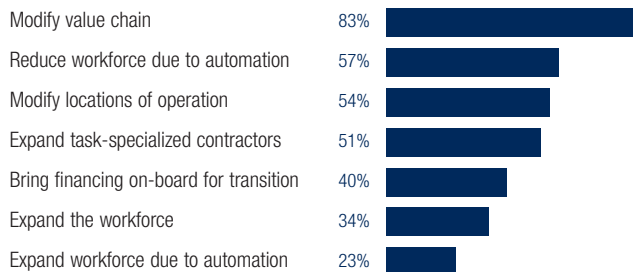 Modify value chain 83%
Reduce workforce due to automation 57%
Modify locations of operation 54%
Expand task-specialized contractors 51%
Bring financing on-board for transition 40%
Expand the workforce 34%
Expand workforce due to automation 23%